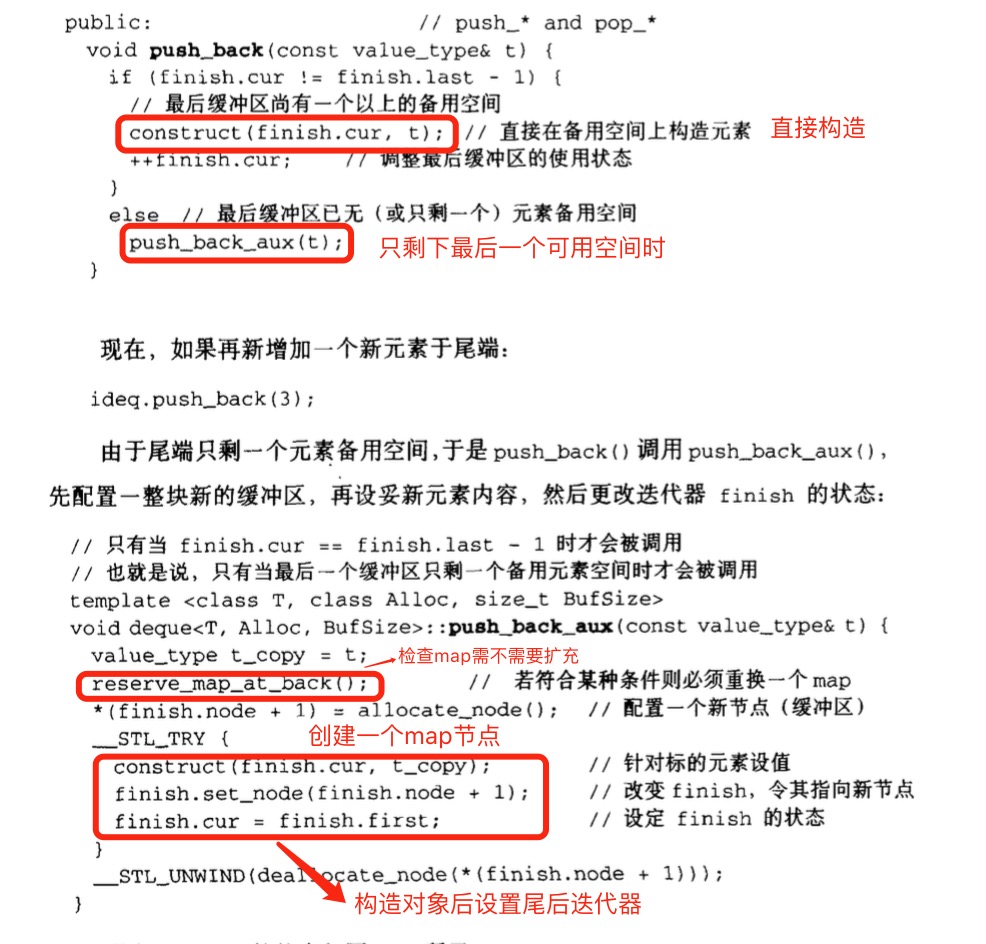 public: // push_* and pop_*
void push_back(const value_type& t) {
if (finish.cur != finish.last - 1) {
// 最后缓冲区尚有一个以上的备用空间
construct(finish.cur, t); // 直接在备用空间上构造元素 直接构造
++finish.cur; // 调整最后缓冲区的使用状态
}
else // 最后缓冲区已无（或只剩一个）元素备用空间
push_back_aux(t); 只剩下最后一个可用空间时
}
现在，如果再新增加一个新元素于尾端：
ideq.push_back(3);
由于尾端只剩一个元素备用空间,于是 push_back() 调用 push_back_aux(),
先配置一整块新的缓冲区，再设妥新元素内容，然后更改迭代器 finish 的状态：
// 只有当 finish.cur == finish.last - 1 时才会被调用
// 也就是说，只有当最后一个缓冲区只剩一个备用元素空间时才会被调用
template <class T, class Alloc, size_t BufSize>
void deque<T, Alloc, BufSize>::push_back_aux(const value_type& t) {
value_type t_copy = t; 检查map需不需要扩充
reserve_map_at_back(); // 若符合某种条件则必须重换一个 map
*(finish.node + 1) = allocate_node(); // 配置一个新节点（缓冲区）
__STL_TRY { 创建一个map节点
construct(finish.cur, t_copy); // 针对标的元素设值
finish.set_node(finish.node + 1); // 改变 finish，令其指向新节点
finish.cur = finish.first; // 设定 finish 的状态
}
__STL_UNWIND(deallocate_node(*(finish.node + 1)));
} 构造对象后设置尾后迭代器